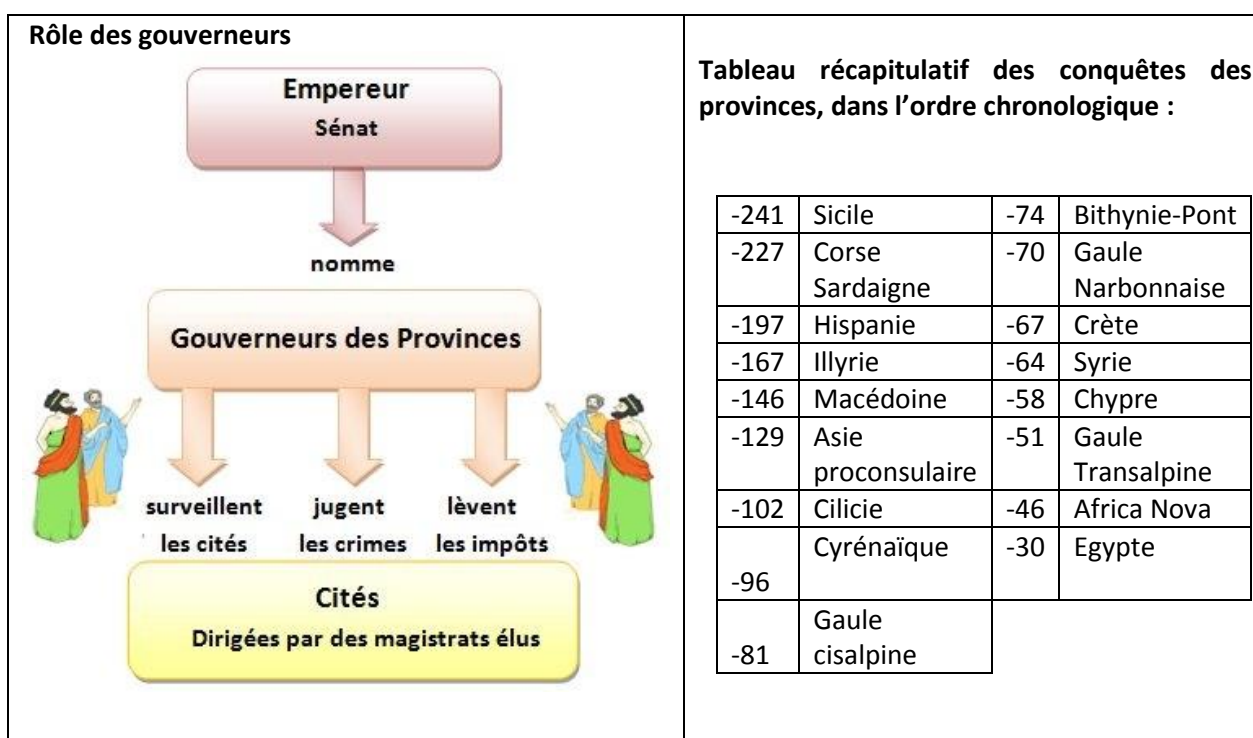 Rôle des gouverneurs
Empereur
Sénat
nomme
Gouverneurs des Provinces
surveillent
les cités
jugent
les crimes
lèvent
les impôts
Cités
Dirigées par des magistrats élus
Tableau récapitulatif des conquêtes des
provinces, dans l’ordre chronologique :
-241 Sicile -74 Bithynie-Pont
-227 Corse
Sardaigne
-70 Gaule
Narbonnaise
-197 Hispanie -67 Crète
-167 Illyrie -64 Syrie
-146 Macédoine -58 Chypre
-129 Asie
proconsulaire
-51 Gaule
Transalpine
-102 Cilicie -46 Africa Nova
-96 Cyrénaïque -30 Egypte
-81 Gaule
cisalpine